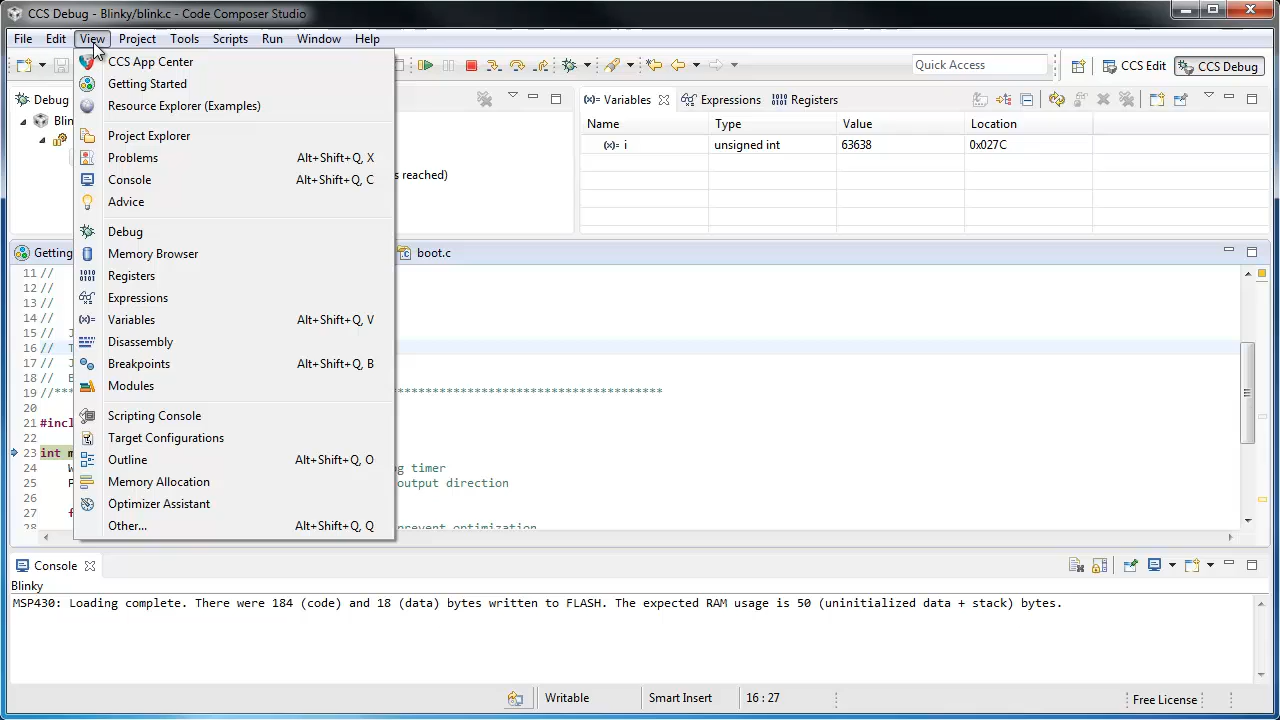 CCS Debug - Blinky/blink.c - Code Composer Studio
File Edit View Project Tools Scripts Run Window Help
Quick Access
CCS Edit
CCS Debug
CCS App Center
Getting Started
Resource Explorer (Examples)
Project Explorer
Problems Alt+Shift+Q, X
Console Alt+Shift+Q, C
Advice
Debug
Memory Browser
Registers
Expressions
Variables Alt+Shift+Q, V
Disassembly
Breakpoints Alt+Shift+Q, B
Modules
Scripting Console
Target Configurations
Outline Alt+Shift+Q, O
Memory Allocation
Optimizer Assistant
Other... Alt+Shift+Q, Q
Debug
Blin
s reached)
(x)= Variables Expressions Registers
Name Type Value Location
(x)= i unsigned int 63638 0x027C
Getting
boot.c
11 //
12 //
13 //
14 //
15 // J
16 // T
17 // J
18 // E
19 //** *****************************************
20
21 #incl
22
23 int m
24 W g timer
25 P output direction
26
27 f prevent optimization
28
Console
Blinky
MSP430: Loading complete. There were 184 (code) and 18 (data) bytes written to FLASH. The expected RAM usage is 50 (uninitialized data + stack) bytes.
Writable Smart Insert 16 : 27 Free License